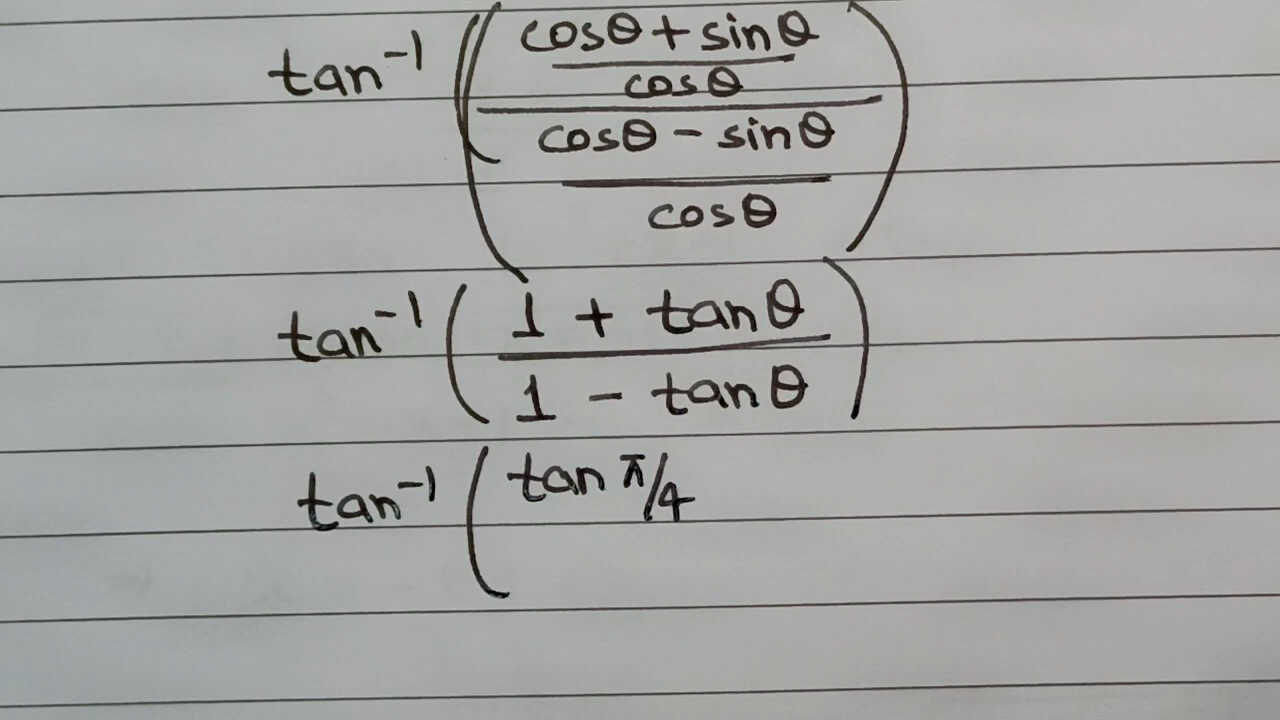 tan⁻¹ ((
cosθ + sinθ
cosθ
cosθ - sinθ
cosθ
)
tan⁻¹ ( 1 + tanθ
1 - tanθ )
tan⁻¹ ( tan π/4